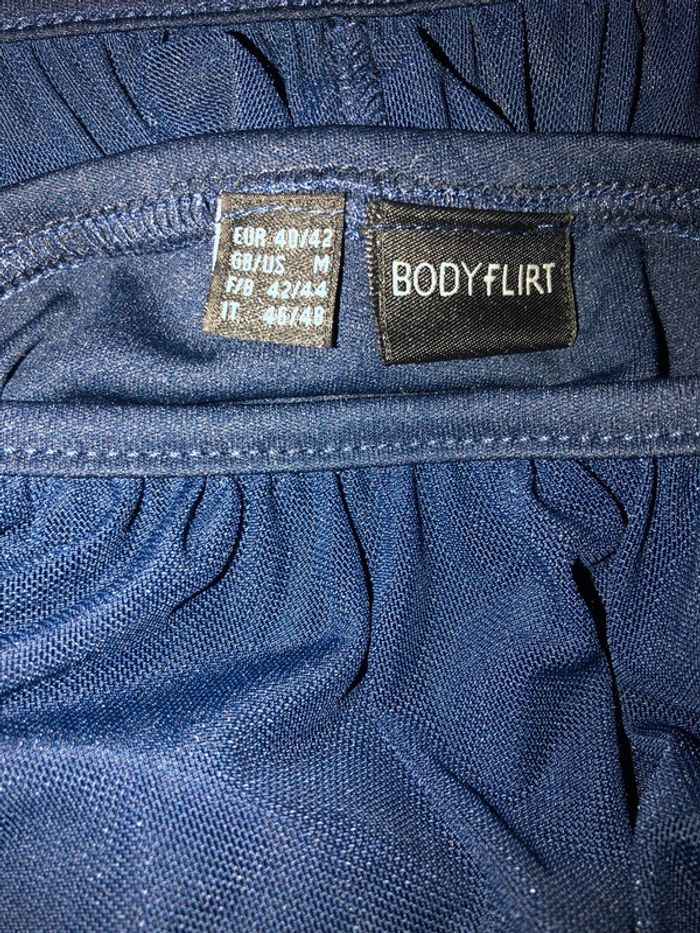 EUR 40/42
GB/US M
F/B 42/44
IT 46/48
BODYFLIRT